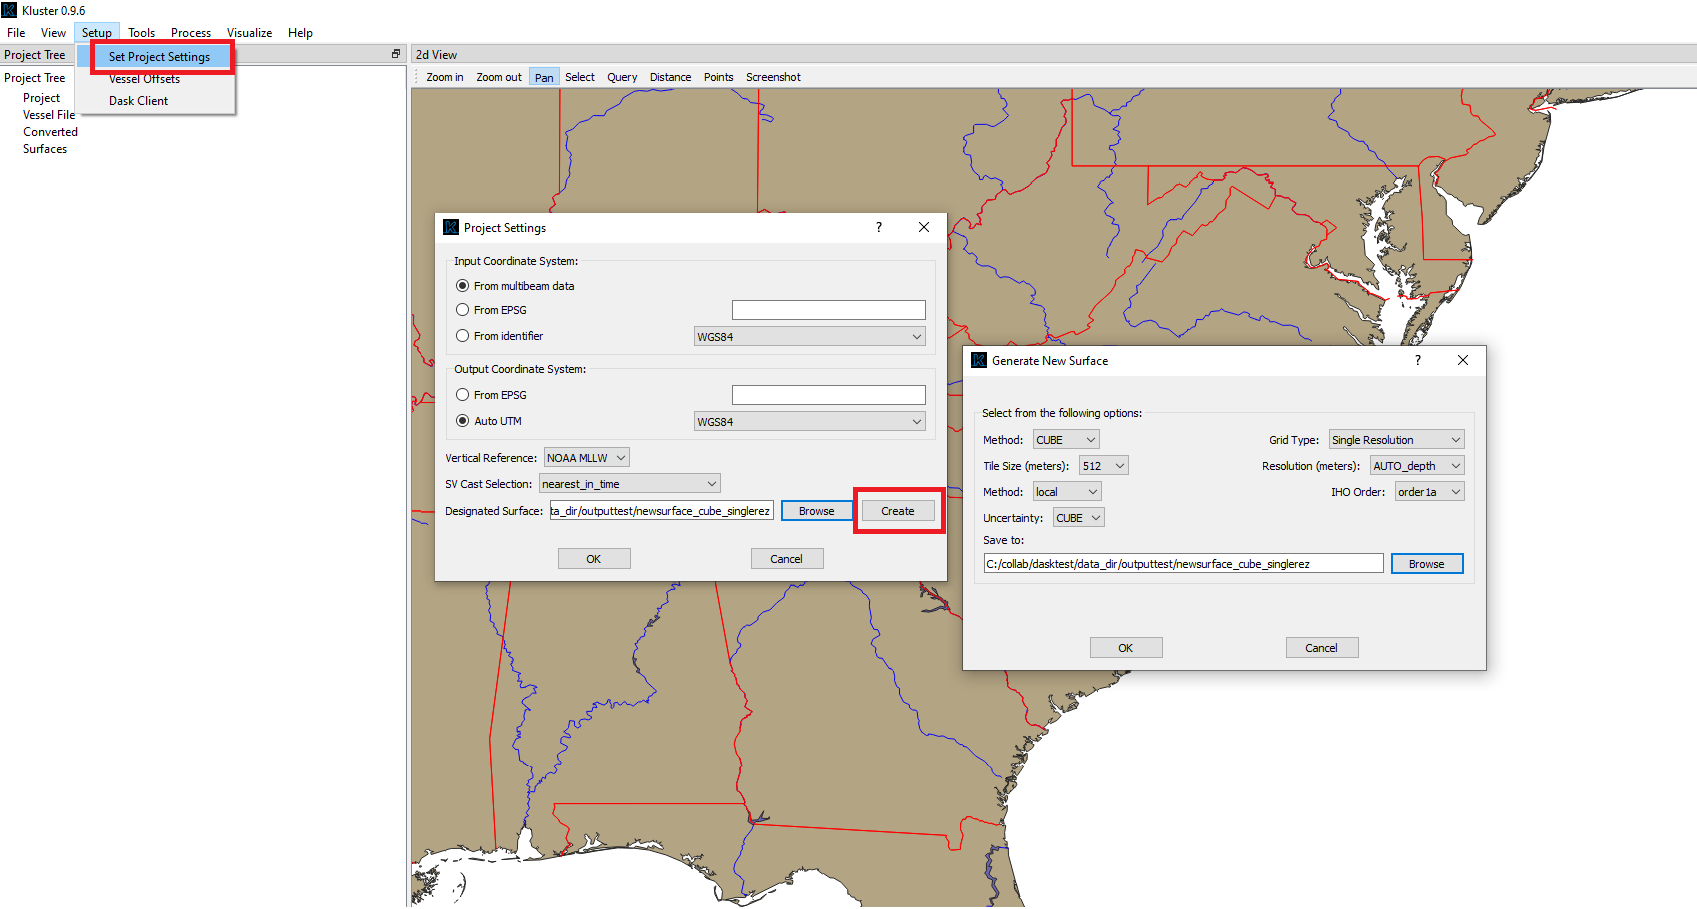 Kluster 0.9.6
File View Setup Tools Process Visualize Help
Project Tree
Set Project Settings
Vessel Offsets
Dask Client
Project Tree
Project
Vessel File
Converted
Surfaces
2d View
Zoom in Zoom out Pan Select Query Distance Points Screenshot
Project Settings ?
Input Coordinate System:
From multibeam data
From EPSG
From identifier WGS84
Output Coordinate System:
From EPSG
Auto UTM WGS84
Vertical Reference: NOAA MLLW
SV Cast Selection: nearest_in_time
Designated Surface: ta_dir/outputtest/newsurface_cube_singlerez Browse Create
OK Cancel
Generate New Surface ?
Select from the following options:
Method: CUBE Grid Type: Single Resolution
Tile Size (meters): 512 Resolution (meters): AUTO_depth
Method: local IHO Order: order1a
Uncertainty: CUBE
Save to:
C:/collab/dasktest/data_dir/outputtest/newsurface_cube_singlerez Browse
OK Cancel